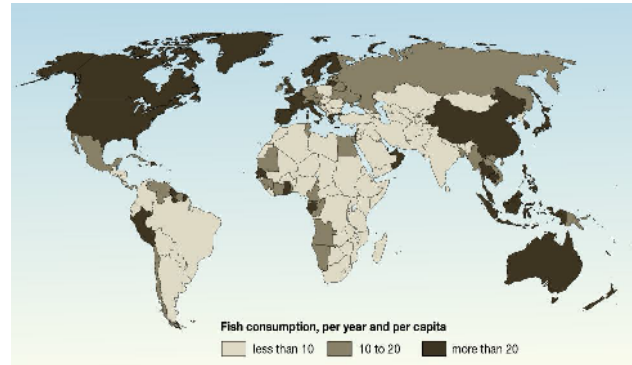 Fish consumption, per year and per capita
less than 10 10 to 20 more than 20